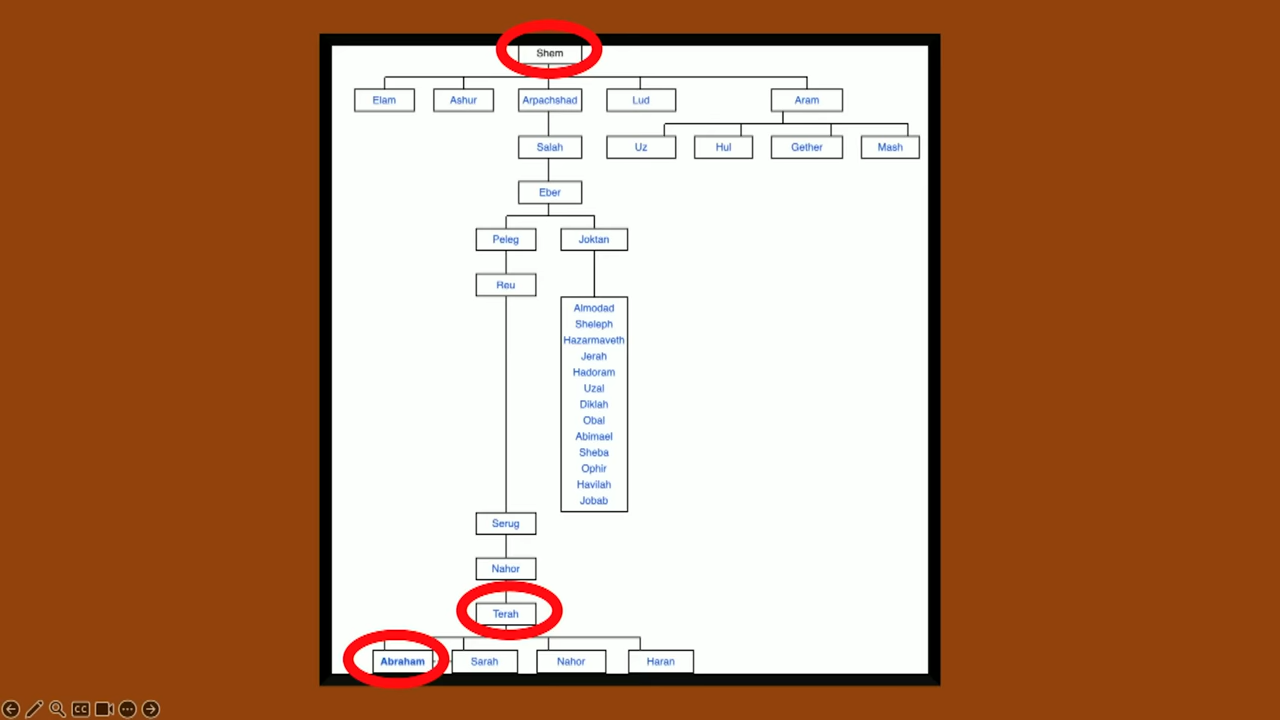 Shem
Elam Ashur Arpachshad Lud Aram
Salah Uz Hul Gether Mash
Eber
Peleg Joktan
Reu
Almodad
Sheleph
Hazarmaveth
Jerah
Hadoram
Uzal
Diklah
Obal
Abimael
Sheba
Ophir
Havilah
Jobab
Serug
Nahor
Terah
Abraham Sarah Nahor Haran
CC